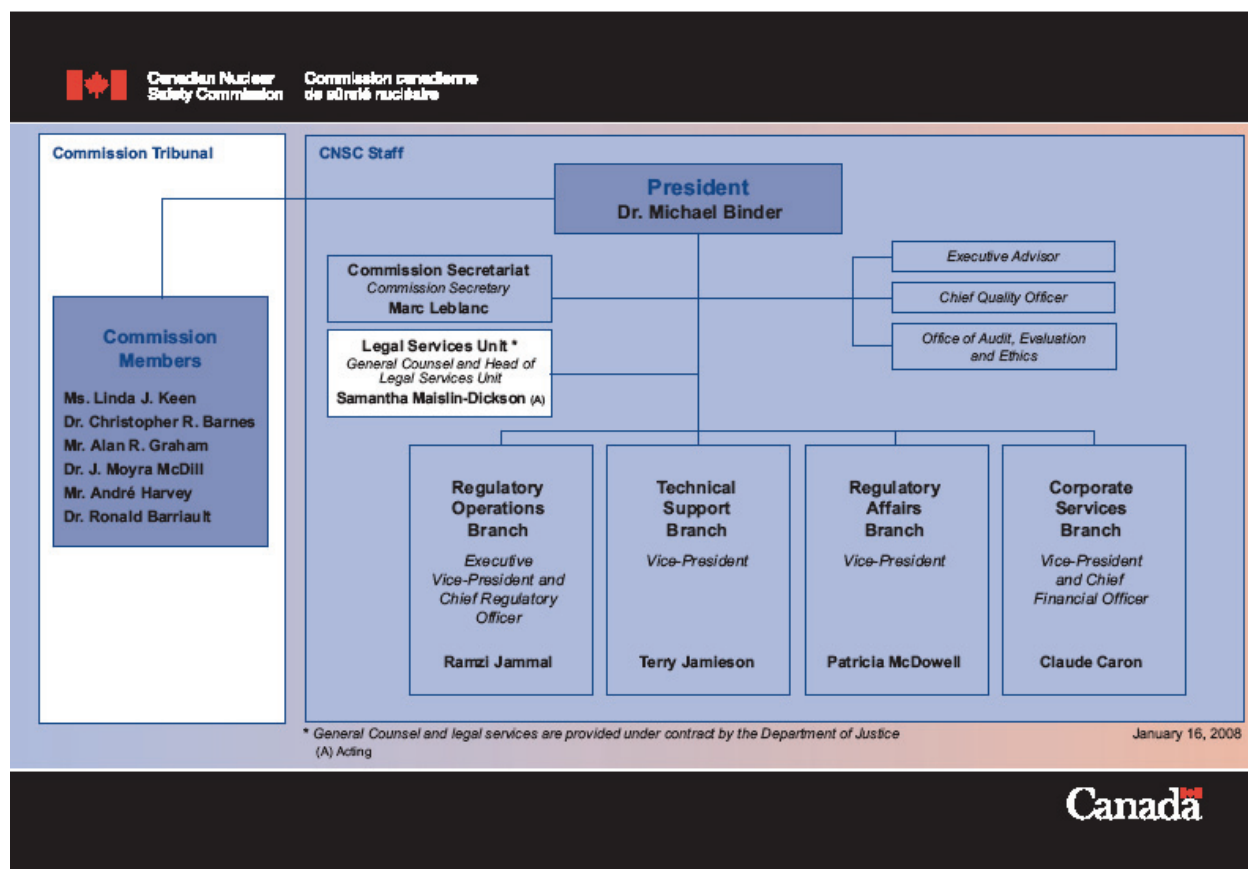 Canadian Nuclear
Safety Commission
Commission canadienne
de sûreté nucléaire
Commission Tribunal
Commission
Members
Ms. Linda J. Keen
Dr. Christopher R. Barnes
Mr. Alan R. Graham
Dr. J. Moyra McDill
Mr. André Harvey
Dr. Ronald Barriault
CNSC Staff
President
Dr. Michael Binder
Commission Secretariat
Commission Secretary
Marc Leblanc
Legal Services Unit *
General Counsel and Head of
Legal Services Unit
Samantha Maislin-Dickson (A)
Executive Advisor
Chief Quality Officer
Office of Audit, Evaluation
and Ethics
Regulatory
Operations
Branch
Executive
Vice-President and
Chief Regulatory
Officer
Ramzi Jammal
Technical
Support
Branch
Vice-President
Terry Jamieson
Regulatory
Affairs
Branch
Vice-President
Patricia McDowell
Corporate
Services
Branch
Vice-President
and Chief
Financial Officer
Claude Caron
* General Counsel and legal services are provided under contract by the Department of Justice
(A) Acting
January 16, 2008
Canada